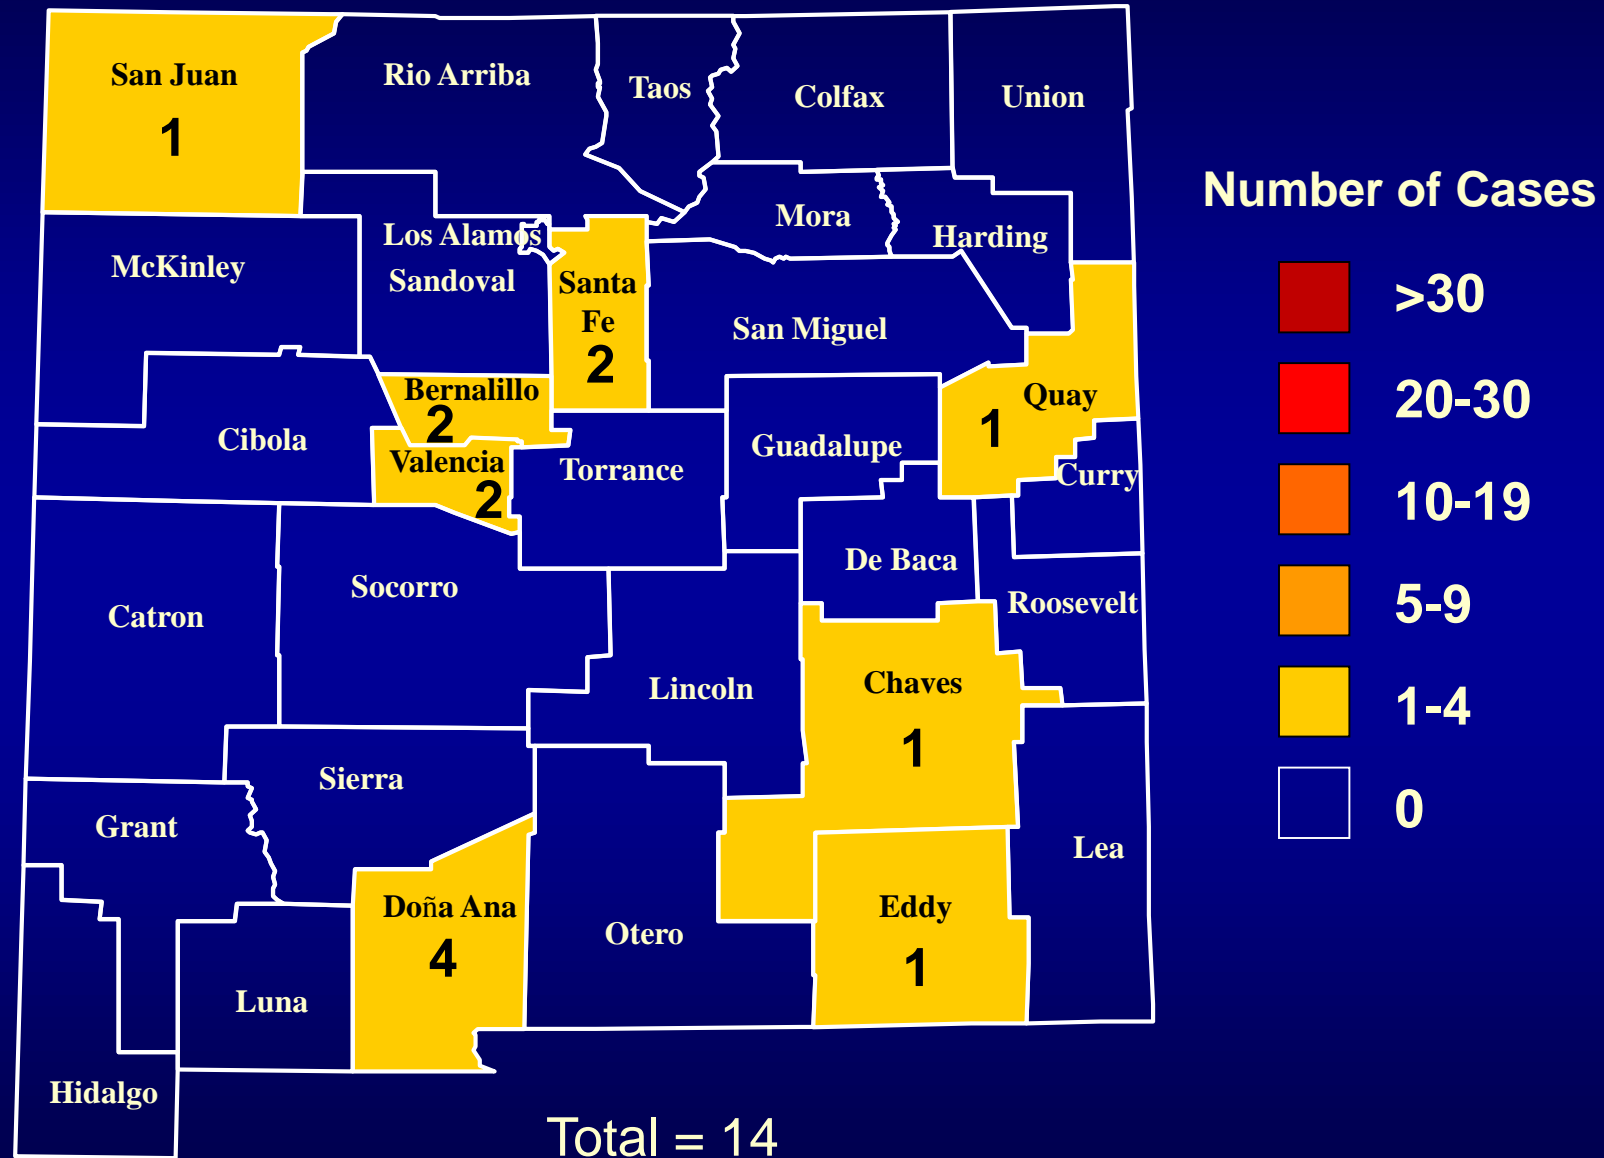 San Juan
1
Rio Arriba
Taos
Colfax
Union
Los Alamos
Sandoval
McKinley
Santa
Fe
2
Mora
Harding
San Miguel
Bernalillo
2
Quay
1
Cibola
Valencia
2
Torrance
Guadalupe
Curry
De Baca
Roosevelt
Catron
Socorro
Lincoln
Chaves
1
Sierra
Grant
Doña Ana
4
Otero
Eddy
1
Lea
Luna
Hidalgo
Total = 14
Number of Cases
>30
20-30
10-19
5-9
1-4
0